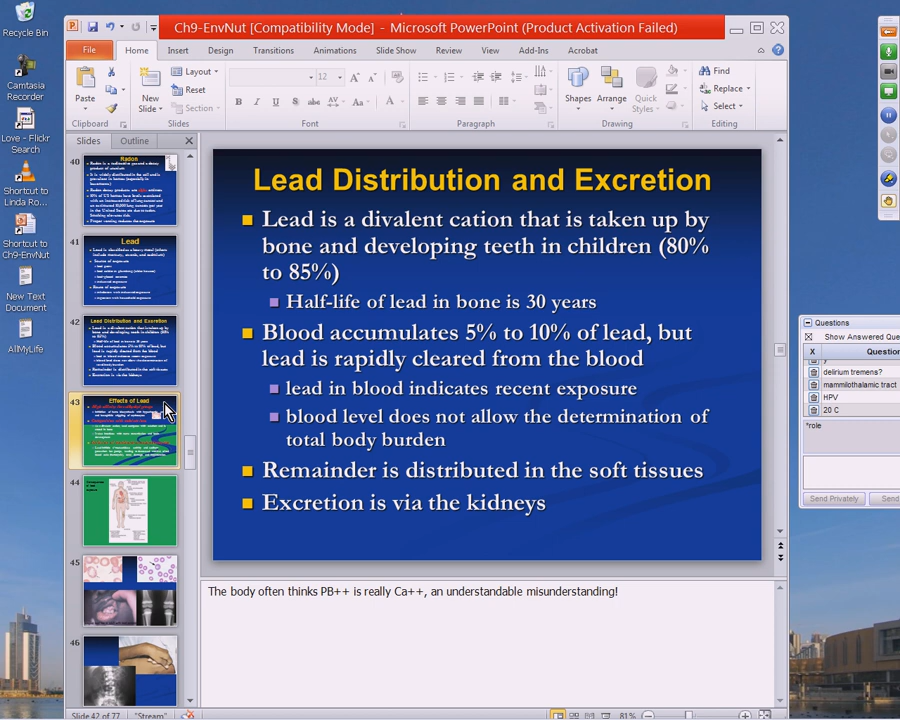 Recycle Bin
Camtasia
Recorder
Love - Flickr
Search
Shortcut to
Linda Ro...
Shortcut to
Ch9-EnvNut
New Text
Document
AllMyLife
Ch9-EnvNut [Compatibility Mode] - Microsoft PowerPoint (Product Activation Failed)
File Home Insert Design Transitions Animations Slide Show Review View Add-Ins Acrobat
Paste
Clipboard
New
Slide
Layout
Reset
Section
Slides
12
B I U S abc AV Aa A
Font
Paragraph
Shapes Arrange Quick
Styles
Drawing
Find
Replace
Select
Editing
Slides Outline
40
Radon
41
Lead
42
Lead Distribution and Excretion
43
Effects of Lead
44
45
46
Lead Distribution and Excretion
Lead is a divalent cation that is taken up by
bone and developing teeth in children (80%
to 85%)
Half-life of lead in bone is 30 years
Blood accumulates 5% to 10% of lead, but
lead is rapidly cleared from the blood
lead in blood indicates recent exposure
blood level does not allow the determination of
total body burden
Remainder is distributed in the soft tissues
Excretion is via the kidneys
The body often thinks PB++ is really Ca++, an understandable misunderstanding!
Slide 42 of 77 "Stream" 81%
Questions
Show Answered Que
X Question
delirium tremens?
mammilothalamic tract
HPV
20 C
*role
Send Privately Send